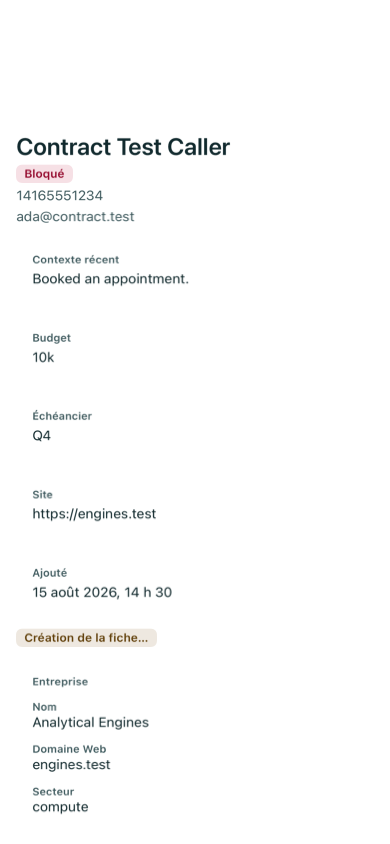 Contract Test Caller
Bloqué
14165551234
ada@contract.test
Contexte récent
Booked an appointment.
Budget
10k
Échéancier
Q4
Site
https://engines.test
Ajouté
15 août 2026, 14 h 30
Création de la fiche...
Entreprise
Nom
Analytical Engines
Domaine Web
engines.test
Secteur
compute